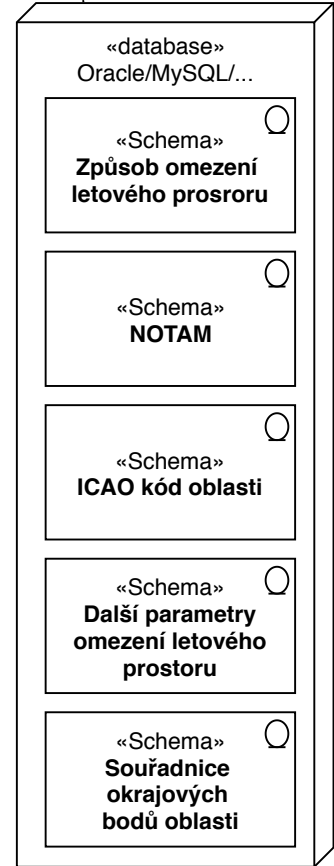 «database»
Oracle/MySQL/...
«Schema»
Způsob omezení
letového prosroru
«Schema»
NOTAM
«Schema»
ICAO kód oblasti
«Schema»
Další parametry
omezení letového
prostoru
«Schema»
Souřadnice
okrajových
bodů oblasti